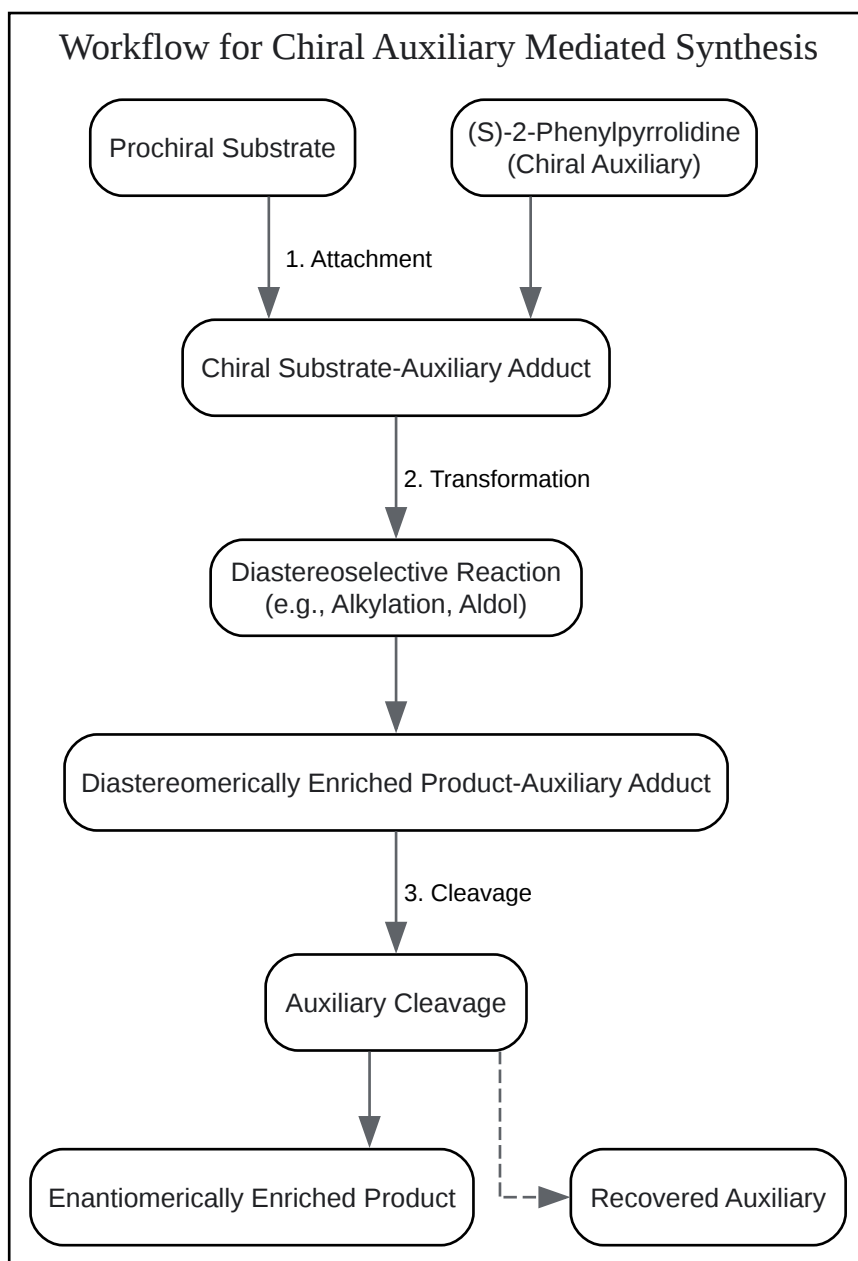 Workflow for Chiral Auxiliary Mediated Synthesis
Prochiral Substrate
(S)-2-Phenylpyrrolidine
(Chiral Auxiliary)
1. Attachment
Chiral Substrate-Auxiliary Adduct
2. Transformation
Diastereoselective Reaction
(e.g., Alkylation, Aldol)
Diastereomerically Enriched Product-Auxiliary Adduct
3. Cleavage
Auxiliary Cleavage
Enantiomerically Enriched Product
Recovered Auxiliary